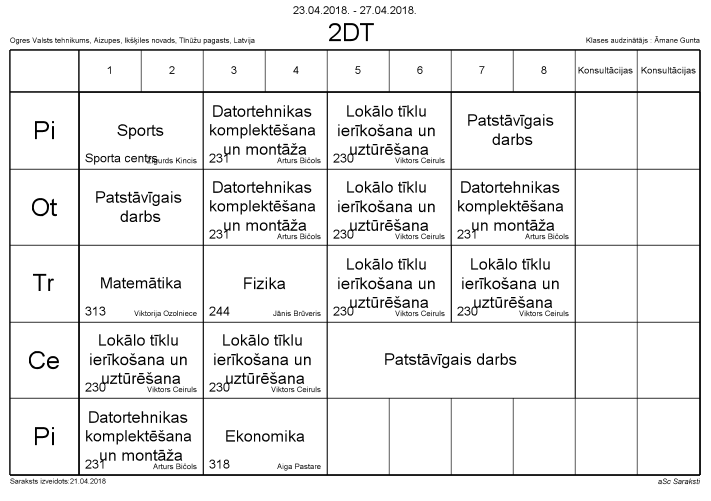 23.04.2018. - 27.04.2018.
Ogres Valsts tehnikums, Aizupes, Ikšķiles novads, Tīnūžu pagasts, Latvija
2DT
Klases audzinātājs : Āmane Gunta
1 2 3 4 5 6 7 8 Konsultācijas Konsultācijas
Pi
Sports
Sporta centrs Zigurds Kincis
Datortehnikas
komplektēšana
un montāža
231 Arturs Bičols
Lokālo tīklu
ierīkošana un
uzturēšana
230 Viktors Ceiruls
Patstāvīgais
darbs
Ot
Patstāvīgais
darbs
Datortehnikas
komplektēšana
un montāža
231 Arturs Bičols
Lokālo tīklu
ierīkošana un
uzturēšana
230 Viktors Ceiruls
Datortehnikas
komplektēšana
un montāža
231 Arturs Bičols
Tr
Matemātika
313 Viktorija Ozolniece
Fizika
244 Jānis Brūveris
Lokālo tīklu
ierīkošana un
uzturēšana
230 Viktors Ceiruls
Lokālo tīklu
ierīkošana un
uzturēšana
230 Viktors Ceiruls
Ce
Lokālo tīklu
ierīkošana un
uzturēšana
230 Viktors Ceiruls
Lokālo tīklu
ierīkošana un
uzturēšana
230 Viktors Ceiruls
Patstāvīgais darbs
Pi
Datortehnikas
komplektēšana
un montāža
231 Arturs Bičols
Ekonomika
318 Aiga Pastare
Saraksts izveidots:21.04.2018
aSc Saraksti